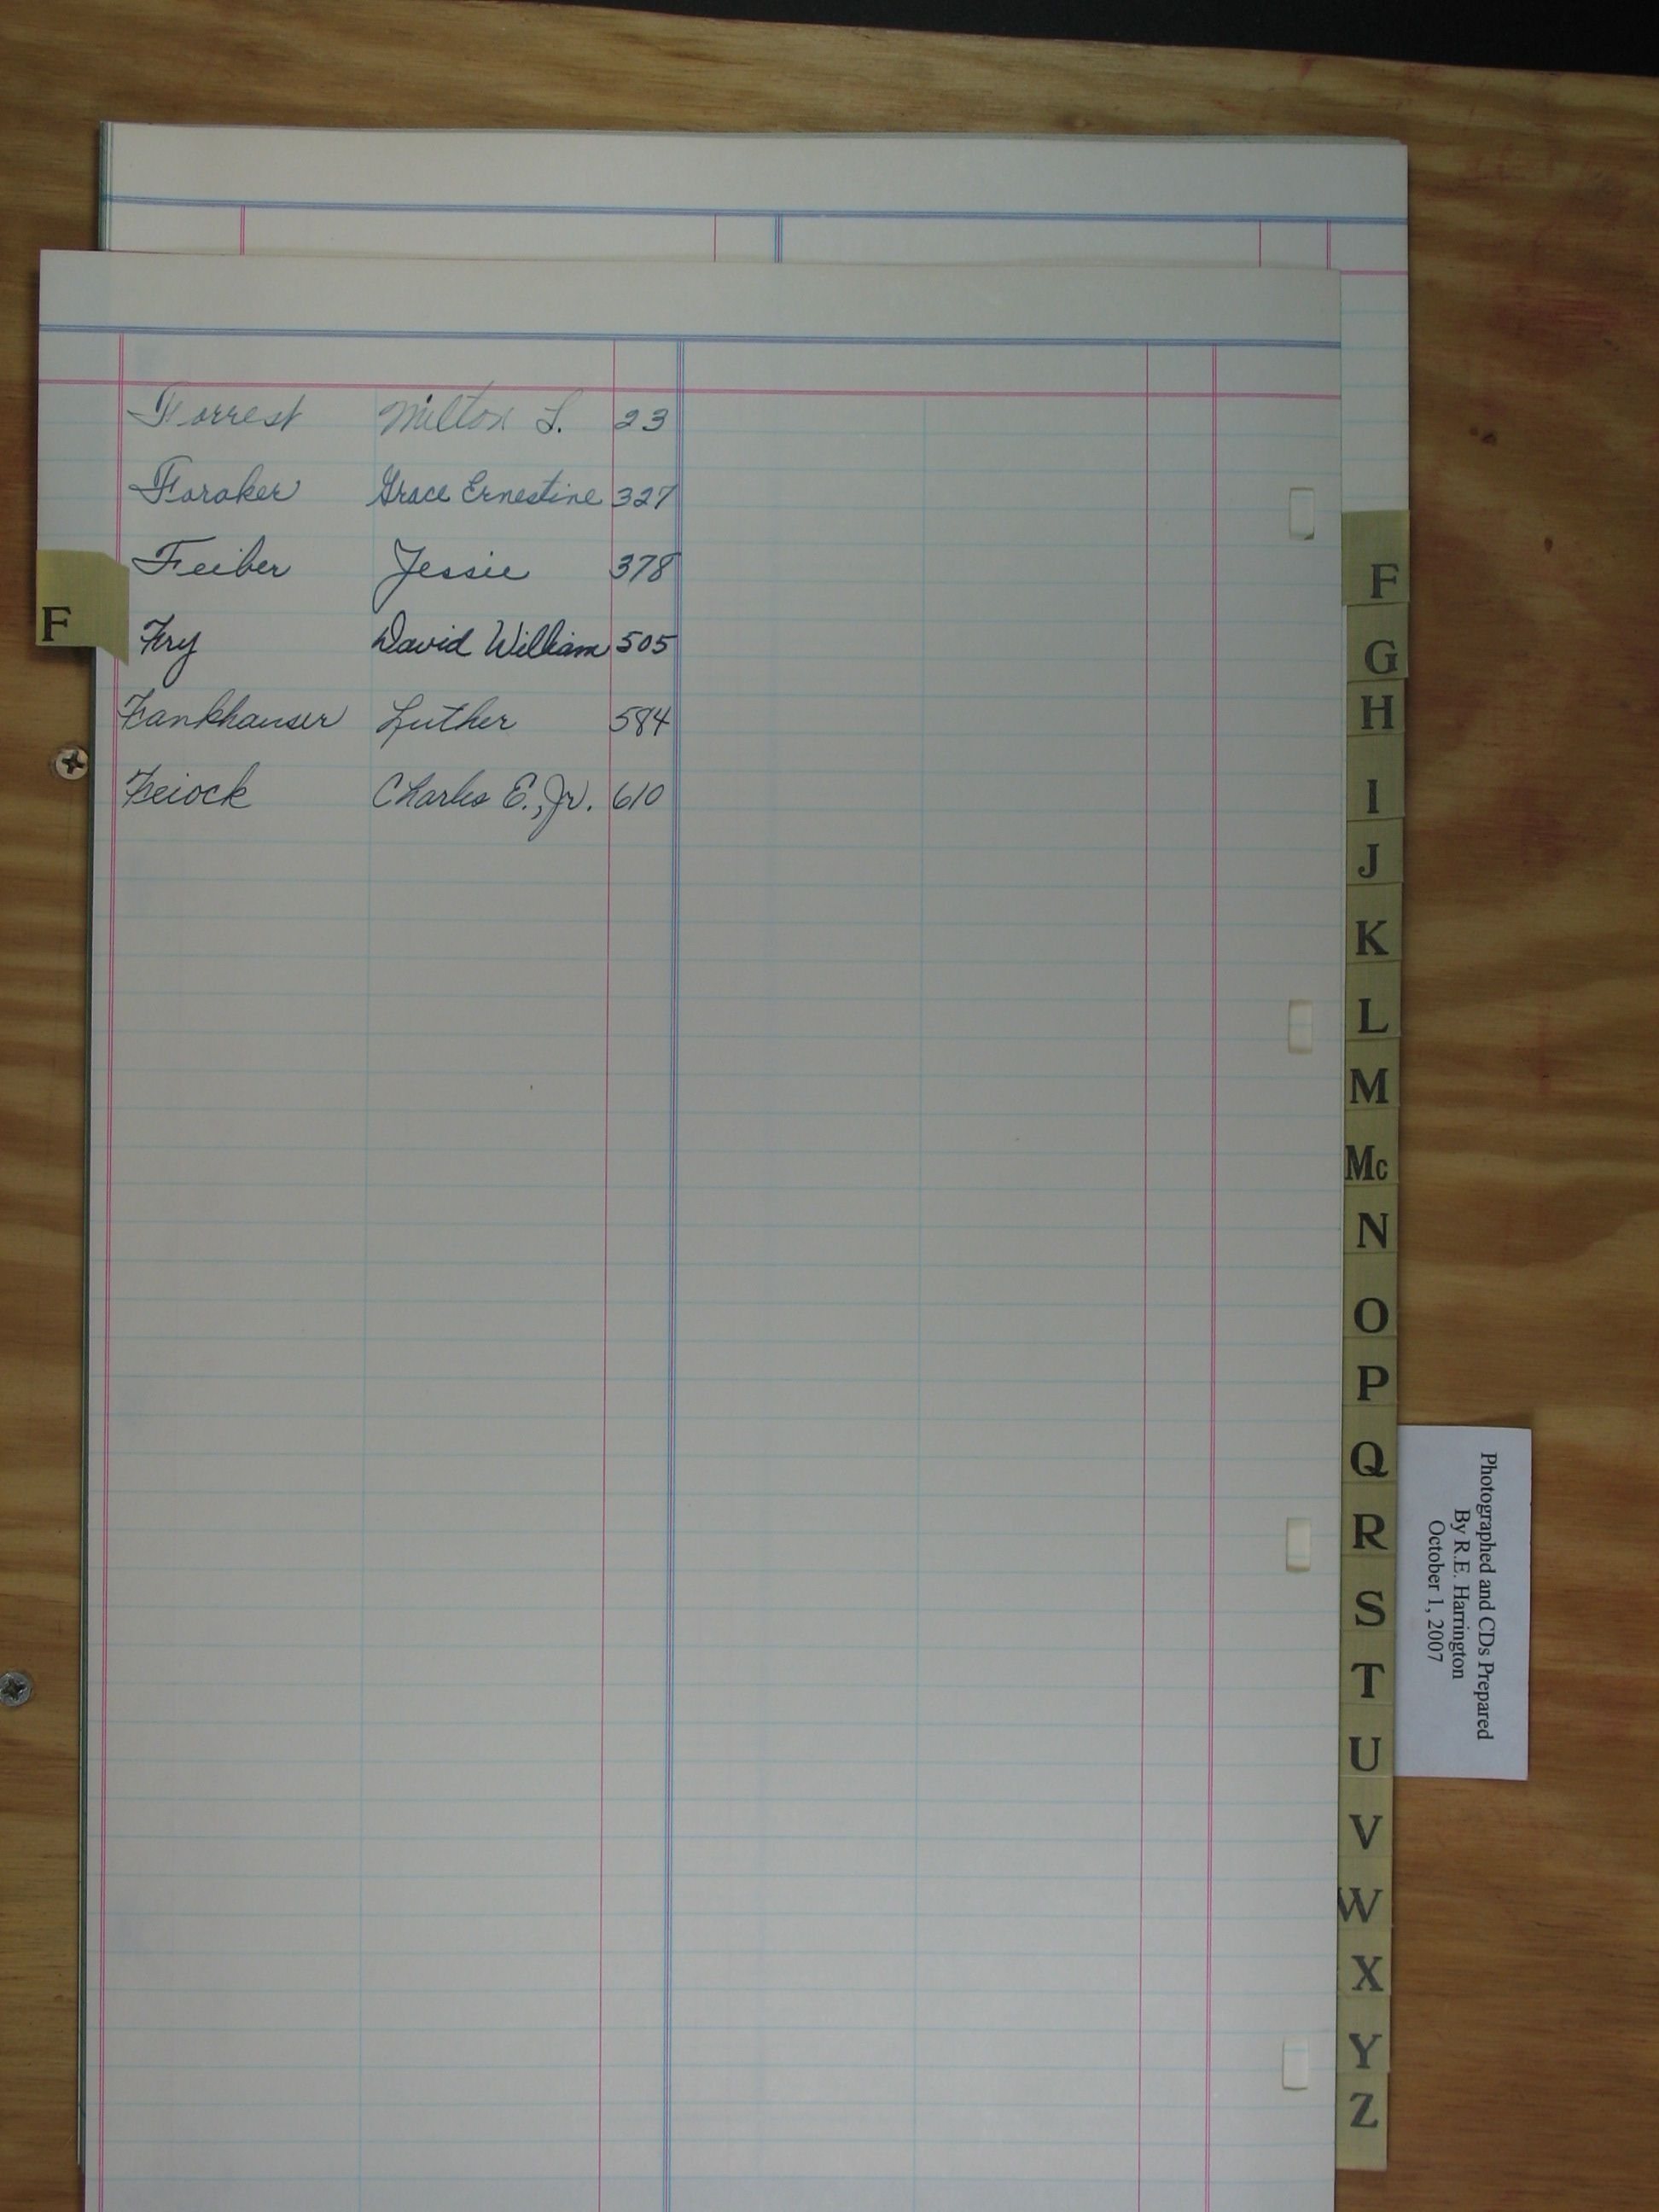 Forrest Milton L. 23
Foraker Grace Ernestine 327
Feiber Jessie 378
Fry David William 505
Fankhauser Luther 584
Feiock Charles E., Jr. 610
F
F
G
H
I
J
K
L
M
Mc
N
O
P
Q
R
S
T
U
V
W
X
Y
Z
Photographed and CDs Prepared
By R.E. Harrington
October 1, 2007